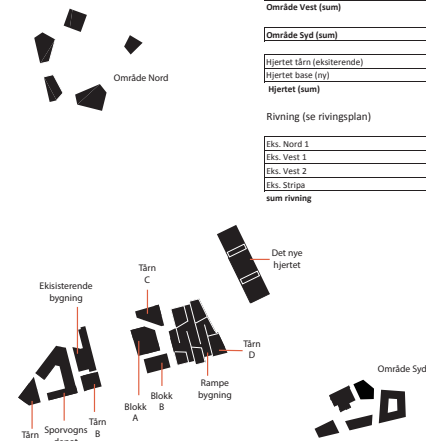 Område Vest (sum)
Område Syd (sum)
Hjertet tårn (eksiterende)
Hjertet base (ny)
Hjertet (sum)
Rivning (se rivingsplan)
Eks. Nord 1
Eks. Vest 1
Eks. Vest 2
Eks. Stripa
sum rivning
Område Nord
Det nye
hjertet
Tårn
C
Ekisisterende
bygning
Tårn
D
Rampe
bygning
Blokk
B
Blokk
A
Tårn
B
Sporvogns
Tårn
Område Syd